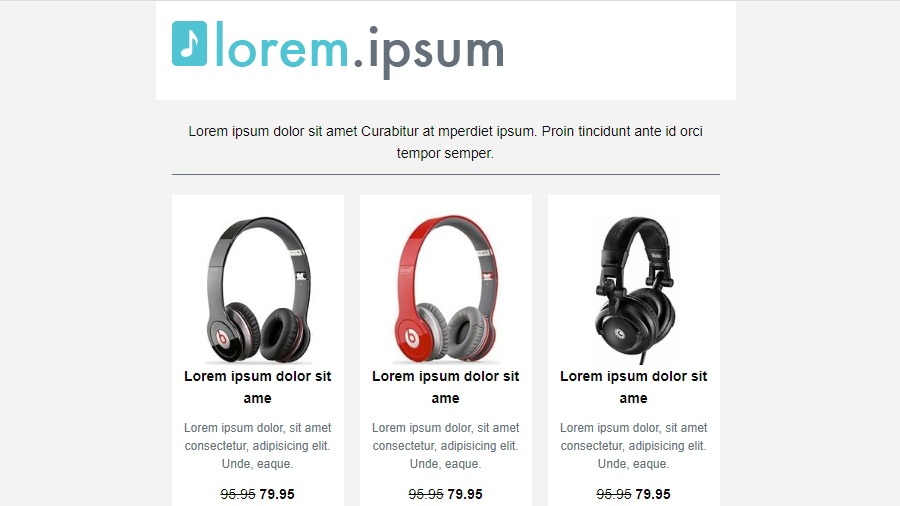 lorem.ipsum
Lorem ipsum dolor sit amet Curabitur at mperdiet ipsum. Proin tincidunt ante id orci
tempor semper.
Lorem ipsum dolor sit
ame
Lorem ipsum dolor, sit amet
consectetur, adipisicing elit.
Unde, eaque.
95.95 79.95
Lorem ipsum dolor sit
ame
Lorem ipsum dolor, sit amet
consectetur, adipisicing elit.
Unde, eaque.
95.95 79.95
Lorem ipsum dolor sit
ame
Lorem ipsum dolor, sit amet
consectetur, adipisicing elit.
Unde, eaque.
95.95 79.95